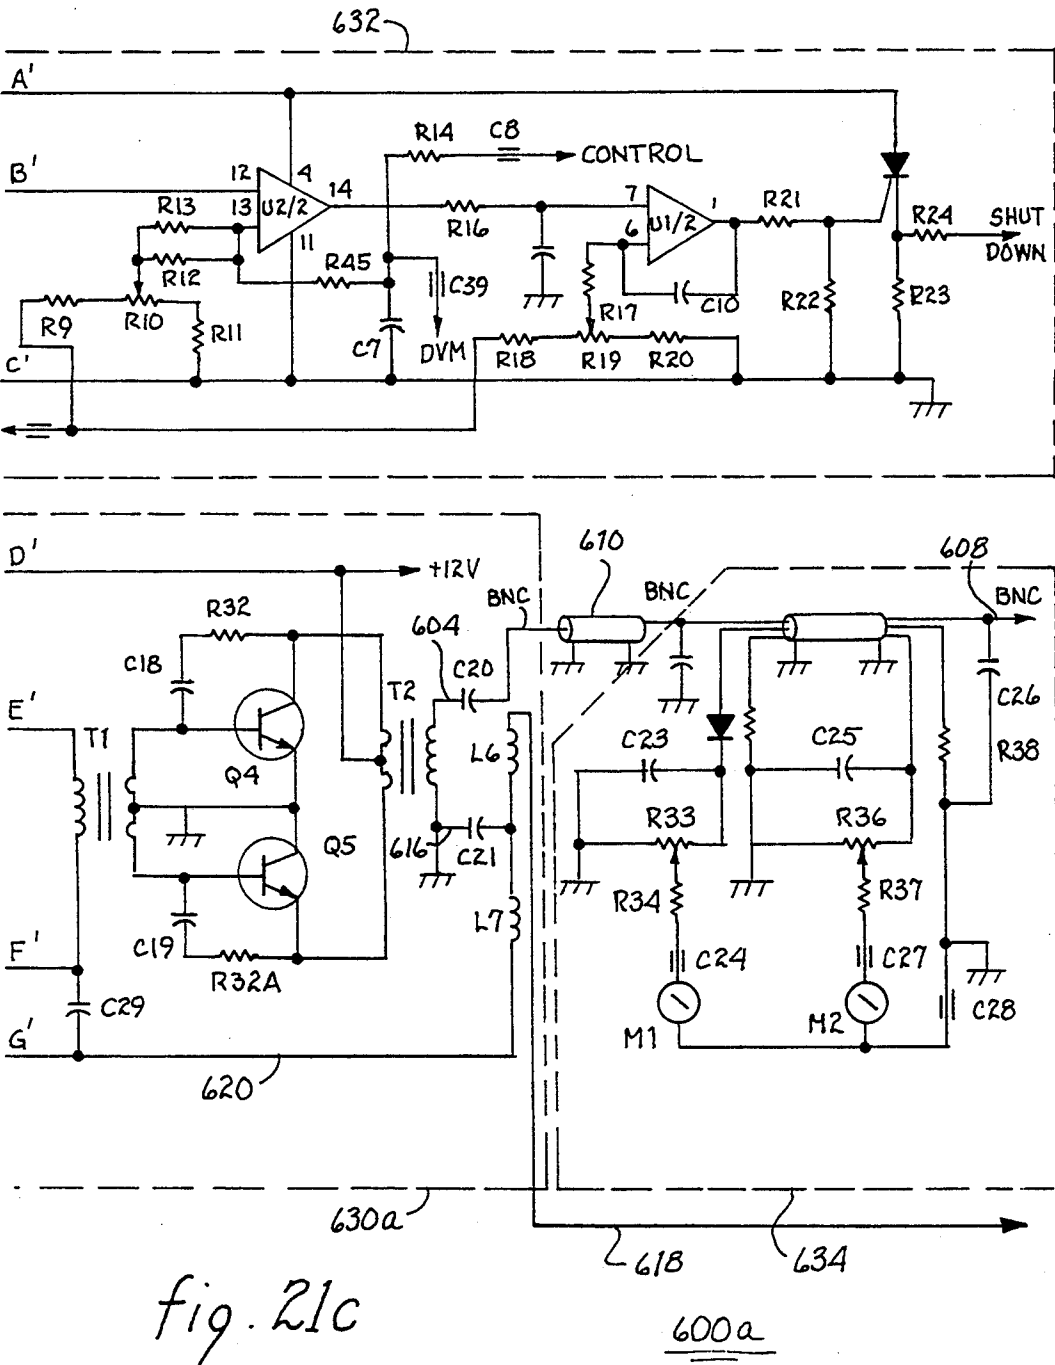 632
A'
R14
C8
CONTROL
B'
12
4
14
R13
13
U2/2
11
R12
R45
R16
7
1
6
U1/2
R21
R24
SHUT
DOWN
C39
R17
C10
R22
R23
R9
R10
R11
C7
DVM
R18
R19
R20
C'
D'
+12V
610
608
BNC
BNC
BNC
R32
604
C20
C18
T2
C26
E'
T1
Q4
L6
C23
C25
R38
R33
R36
Q5
616
C21
R34
R37
L7
C19
R32A
F'
C24
C27
C29
C28
M1
M2
G'
620
630a
618
634
fig. 21c
600a